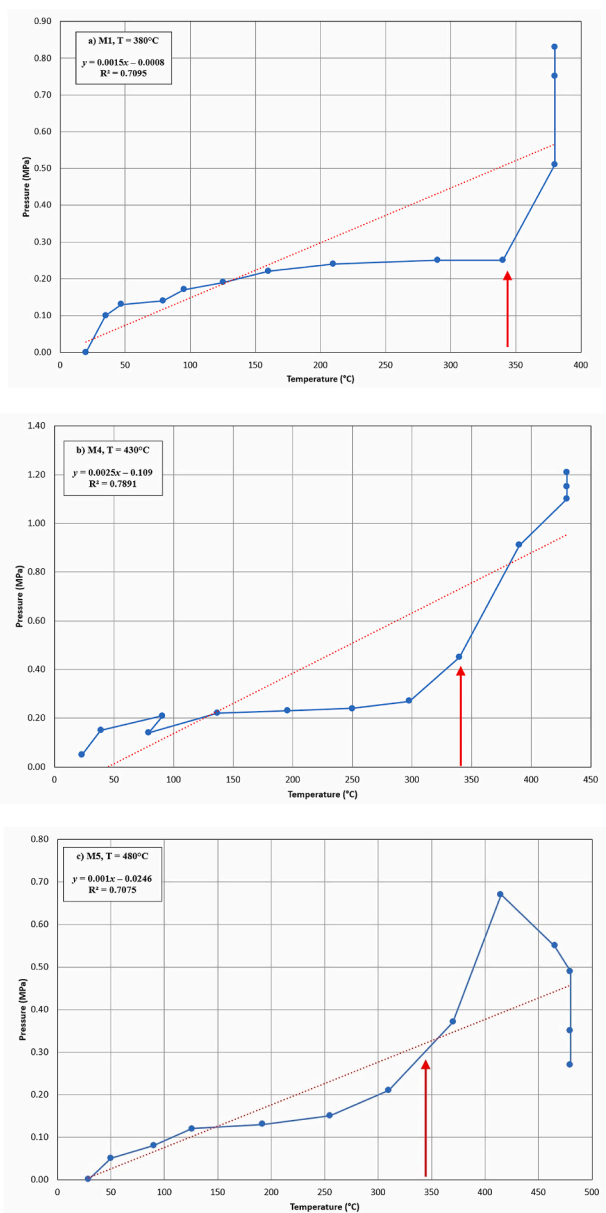 a) M1, T = 380°C
y = 0.0015x – 0.0008
R² = 0.7095
0.90
0.80
0.70
0.60
0.50
0.40
0.30
0.20
0.10
0.00
Pressure (MPa)
0 50 100 150 200 250 300 350 400
Temperature (°C)
b) M4, T = 430°C
y = 0.0025x – 0.109
R² = 0.7891
1.40
1.20
1.00
0.80
0.60
0.40
0.20
0.00
Pressure (MPa)
0 50 100 150 200 250 300 350 400 450
Temperature (°C)
c) M5, T = 480°C
y = 0.001x – 0.0246
R² = 0.7075
0.80
0.70
0.60
0.50
0.40
0.30
0.20
0.10
0.00
Pressure (MPa)
0 50 100 150 200 250 300 350 400 450 500
Temperature (°C)